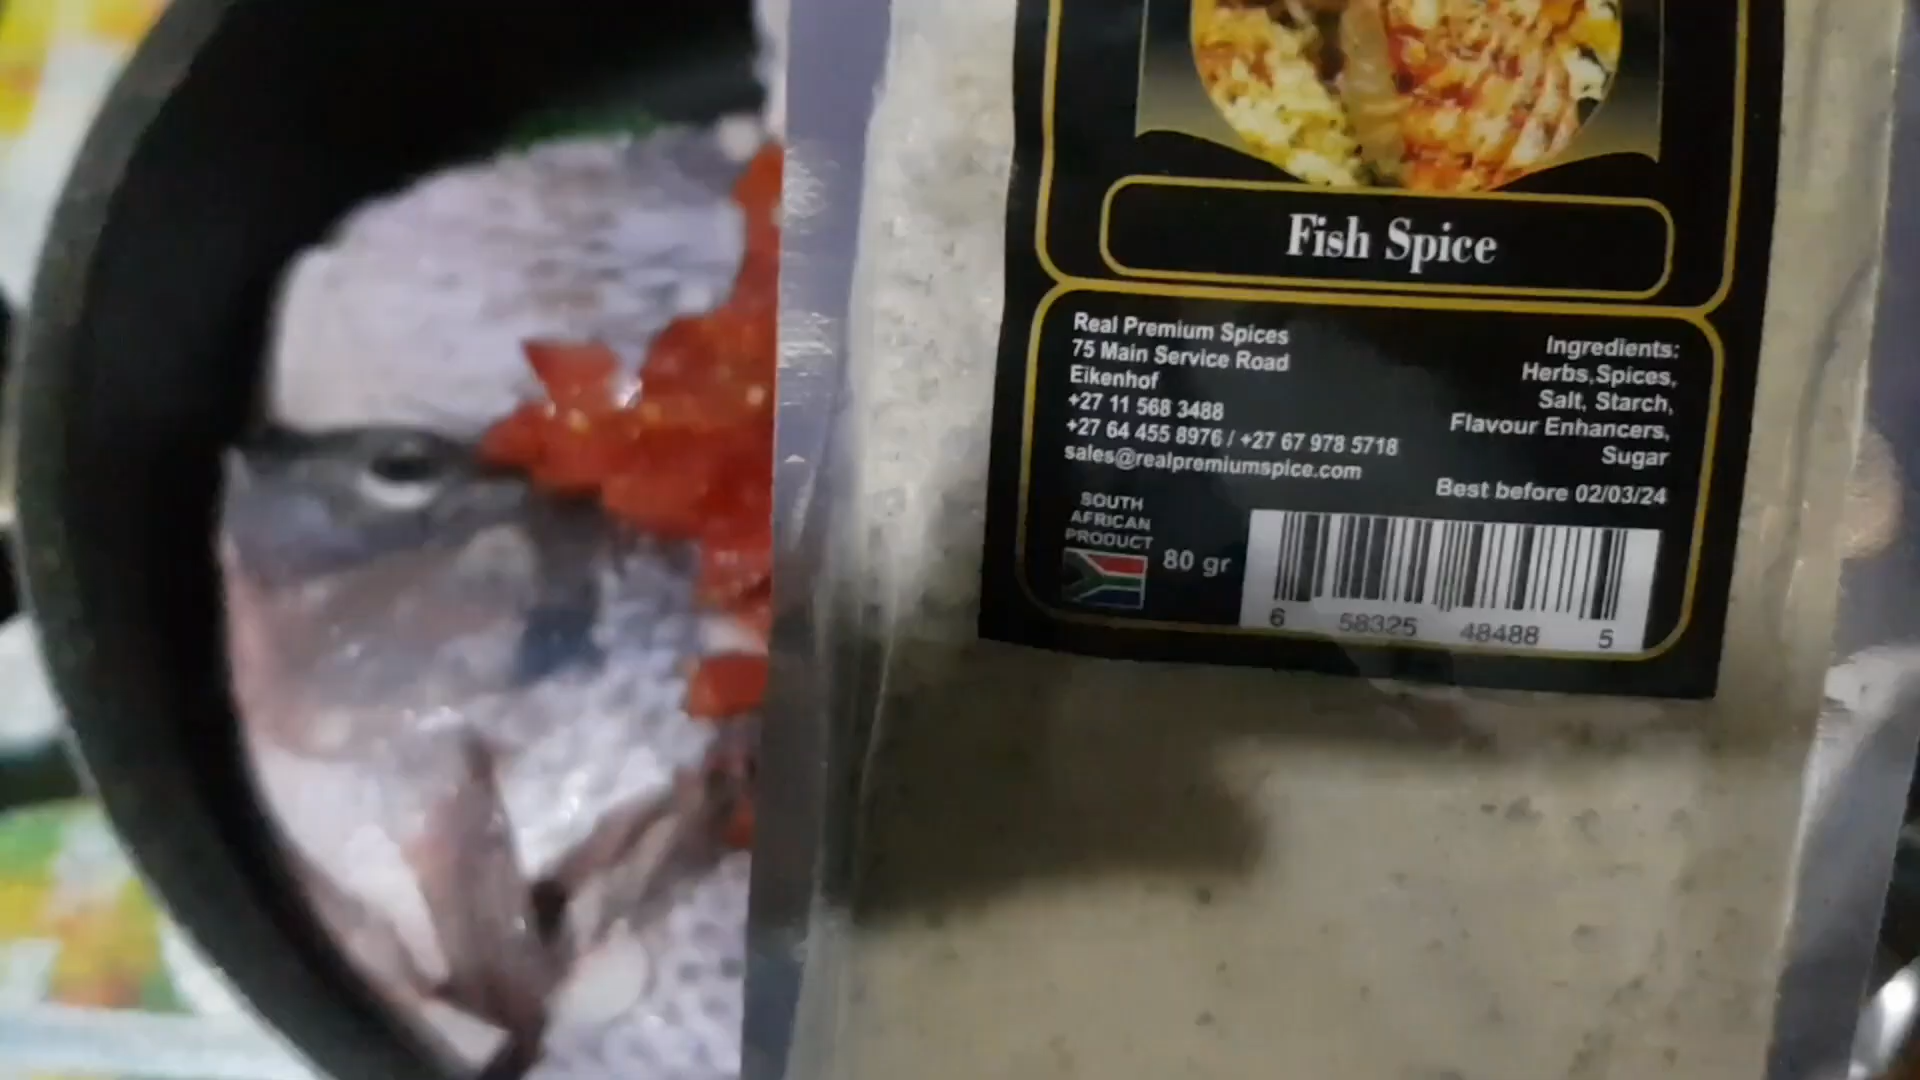 Fish Spice
Real Premium Spices
75 Main Service Road
Eikenhof
+27 11 568 3488
+27 64 455 8976 / +27 67 978 5718
sales@realpremiumspice.com
Ingredients:
Herbs,Spices,
Salt, Starch,
Flavour Enhancers,
Sugar
Best before 02/03/24
SOUTH
AFRICAN
PRODUCT
80 gr
6 58325 48488 5